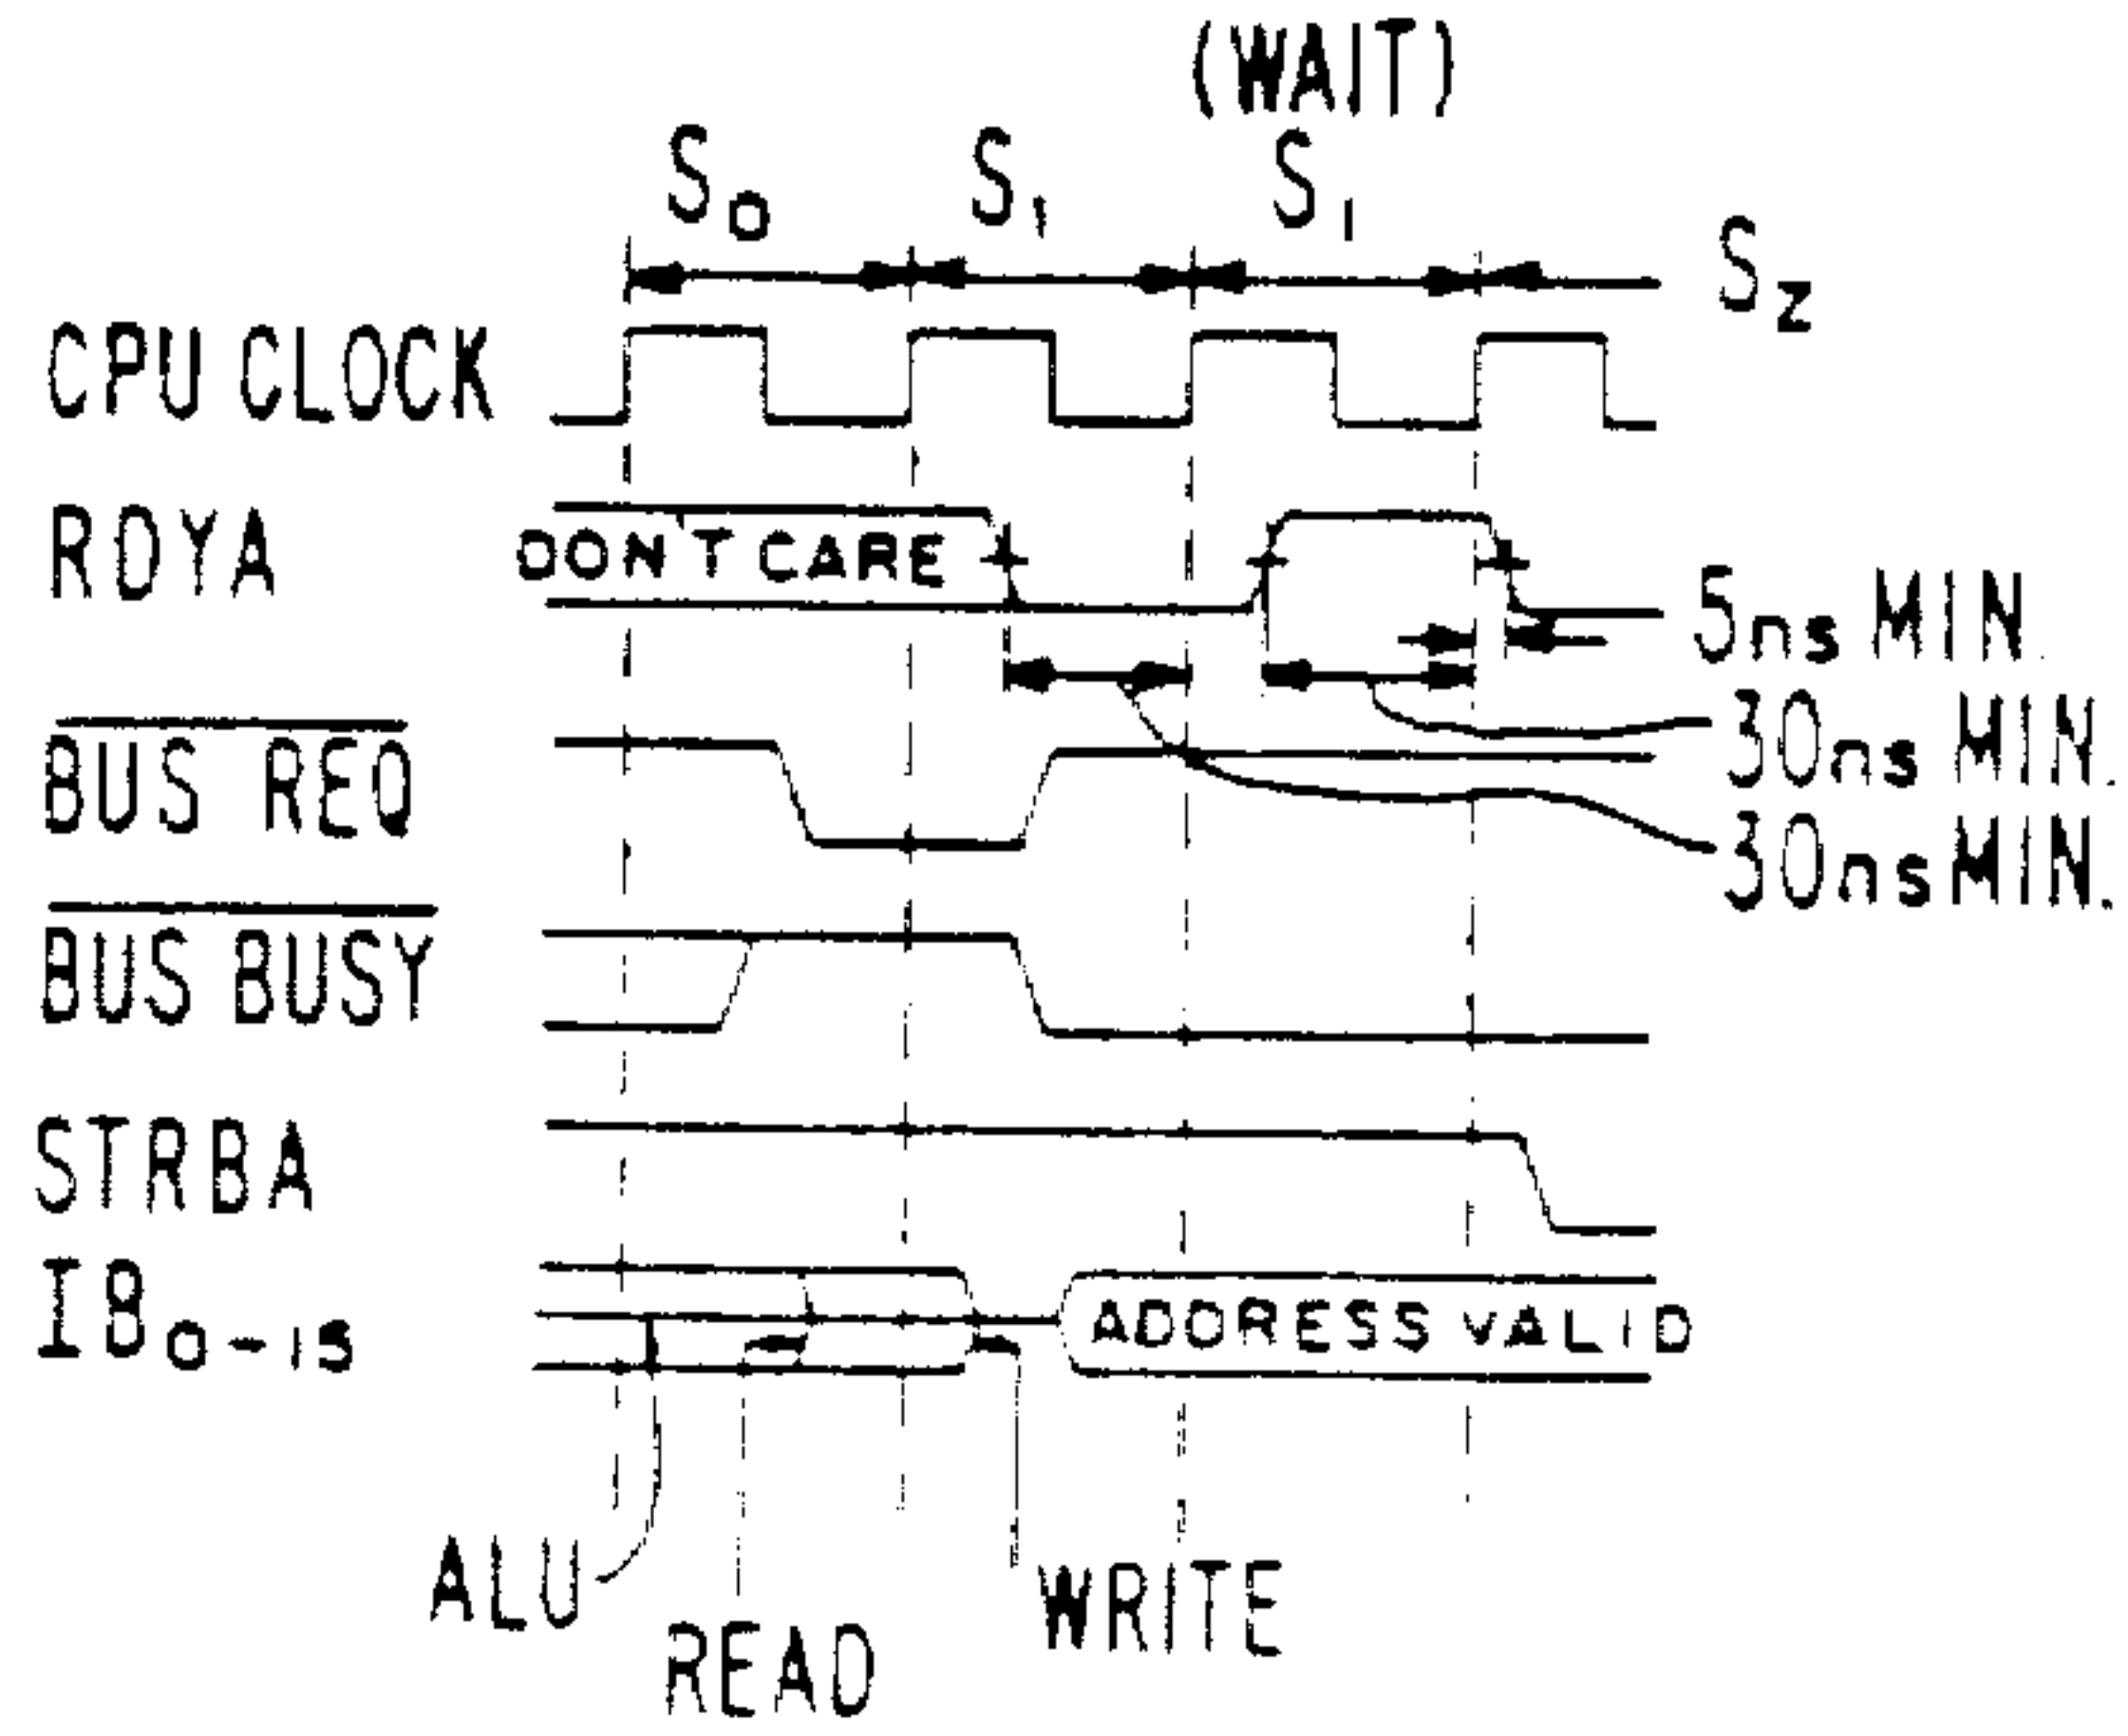 (WAIT)
S0 S1 S1 S2
CPU CLOCK
RDYA
DON'T CARE
5ns MIN.
30ns MIN.
BUS REQ
30ns MIN.
BUS BUSY
STRBA
IB0-15
ADDRESS VALID
ALU
WRITE
READ